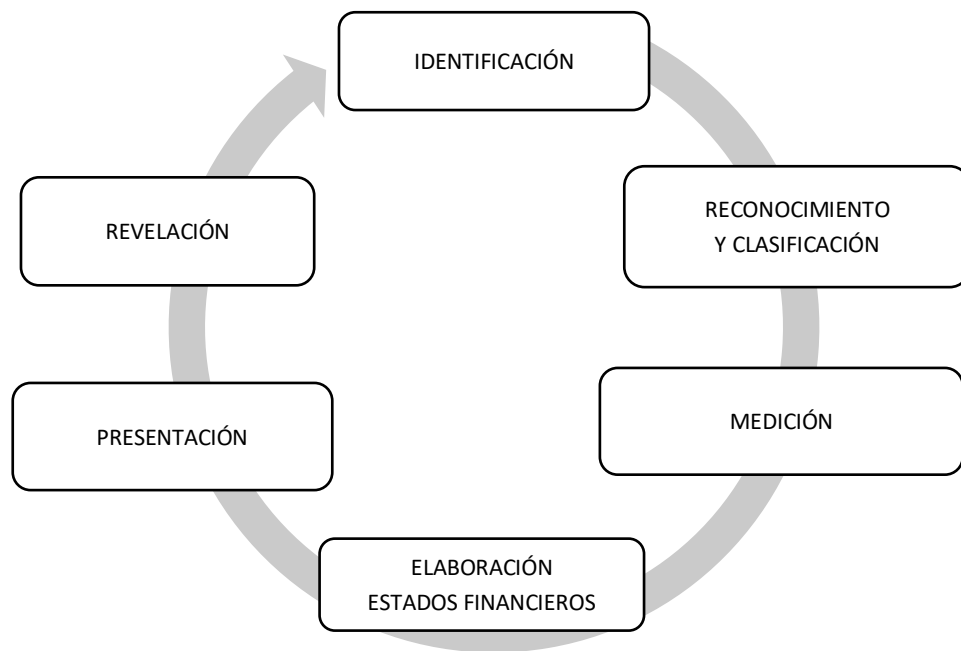 IDENTIFICACIÓN
RECONOCIMIENTO
Y CLASIFICACIÓN
MEDICIÓN
ELABORACIÓN
ESTADOS FINANCIEROS
PRESENTACIÓN
REVELACIÓN